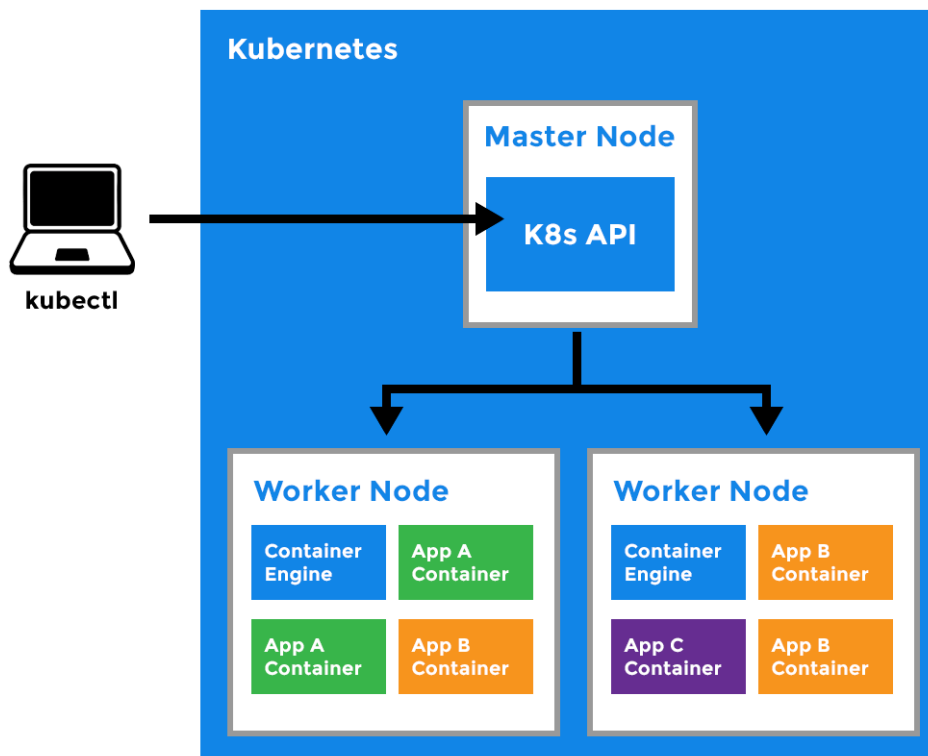 Kubernetes
Master Node
K8s API
kubectl
Worker Node
Container
Engine
App A
Container
App A
Container
App B
Container
Worker Node
Container
Engine
App B
Container
App C
Container
App B
Container